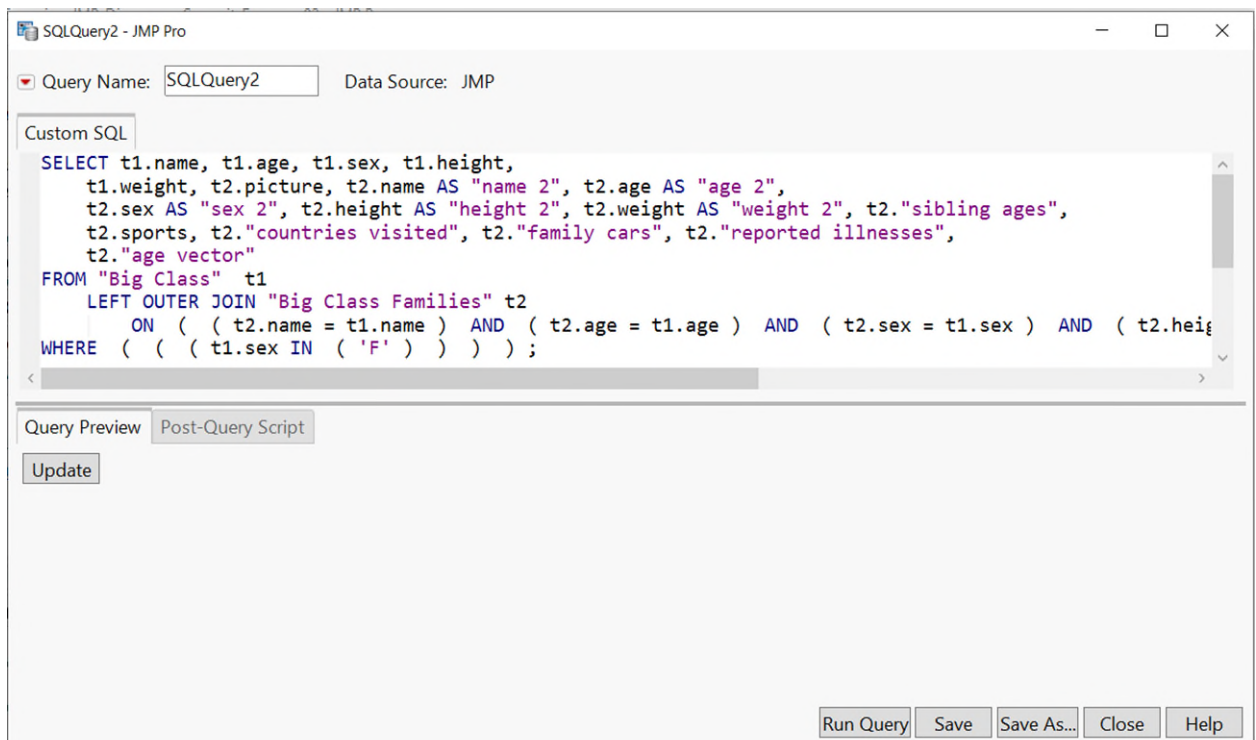 SQLQuery2 - JMP Pro
Query Name: SQLQuery2 Data Source: JMP
Custom SQL
SELECT t1.name, t1.age, t1.sex, t1.height,
t1.weight, t2.picture, t2.name AS "name 2", t2.age AS "age 2",
t2.sex AS "sex 2", t2.height AS "height 2", t2.weight AS "weight 2", t2."sibling ages",
t2.sports, t2."countries visited", t2."family cars", t2."reported illnesses",
t2."age vector"
FROM "Big Class" t1
LEFT OUTER JOIN "Big Class Families" t2
ON ( ( t2.name = t1.name ) AND ( t2.age = t1.age ) AND ( t2.sex = t1.sex ) AND ( t2.heig
WHERE ( ( ( t1.sex IN ( 'F' ) ) ) ) ;
Query Preview Post-Query Script
Update
Run Query Save Save As... Close Help